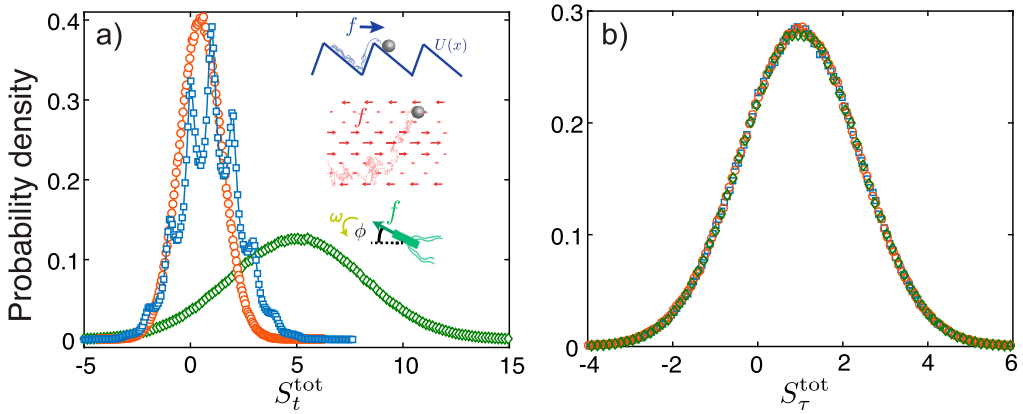 a)
f
U(x)
f
ω
ϕ
f
Probability density
0.4
0.3
0.2
0.1
0
-5
0
5
10
15
S_t^tot
b)
0.3
0.2
0.1
0
-4
-2
0
2
4
6
S_τ^tot